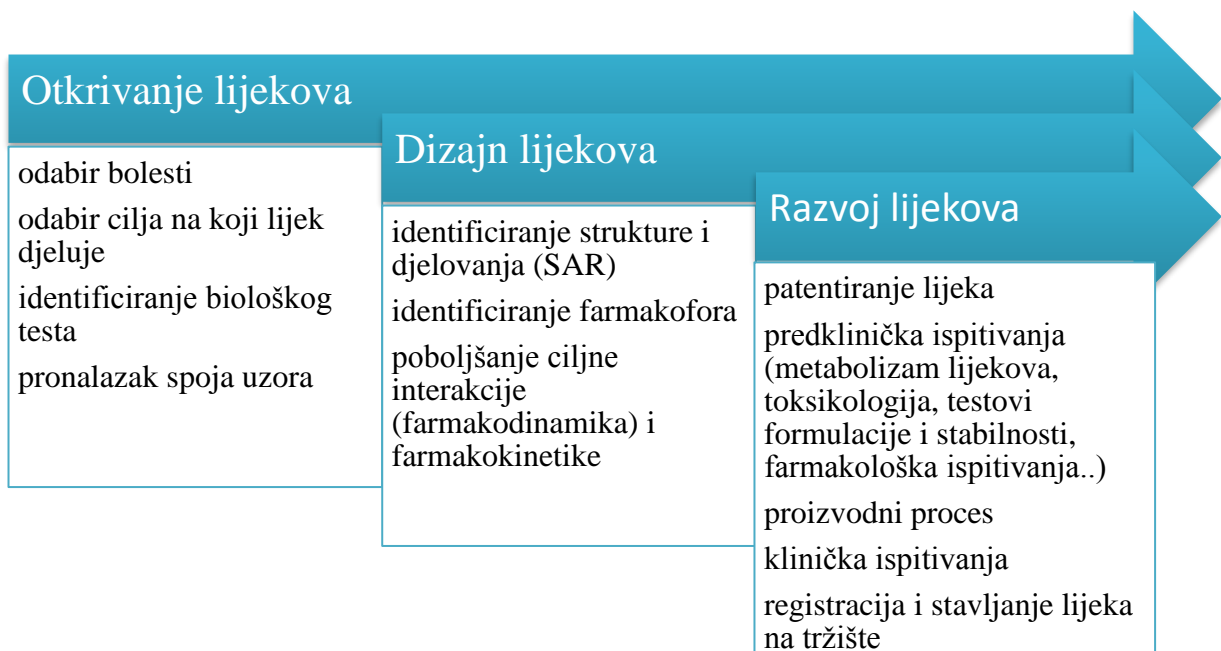 Otkrivanje lijekova
odabir bolesti
odabir cilja na koji lijek
djeluje
identificiranje biološkog
testa
pronalazak spoja uzora
Dizajn lijekova
identificiranje strukture i
djelovanja (SAR)
identificiranje farmakofora
poboljšanje ciljne
interakcije
(farmakodinamika) i
farmakokinetike
Razvoj lijekova
patentiranje lijeka
predklinička ispitivanja
(metabolizam lijekova,
toksikologija, testovi
formulacije i stabilnosti,
farmakološka ispitivanja..)
proizvodni proces
klinička ispitivanja
registracija i stavljanje lijeka
na tržište